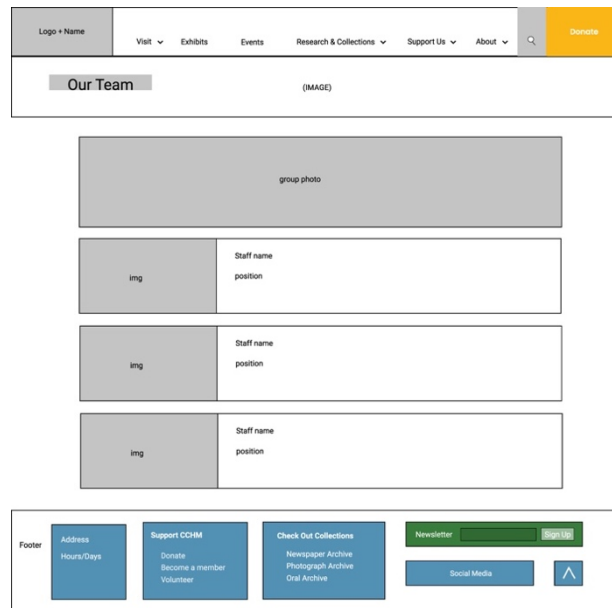 Logo + Name
Visit
Exhibits
Events
Research & Collections
Support Us
About
Donate
Our Team
(IMAGE)
group photo
img
Staff name
position
img
Staff name
position
img
Staff name
position
Footer
Address
Hours/Days
Support CCHM
Donate
Become a member
Volunteer
Check Out Collections
Newspaper Archive
Photograph Archive
Oral Archive
Newsletter
Sign Up
Social Media